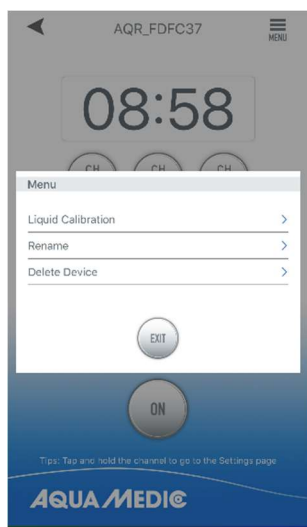 AQR_FDFC37
MENU
08:58
CH CH CH
Menu
Liquid Calibration
Rename
Delete Device
EXIT
ON
Tips: Tap and hold the channel to go to the Settings page
AQUA MEDIC